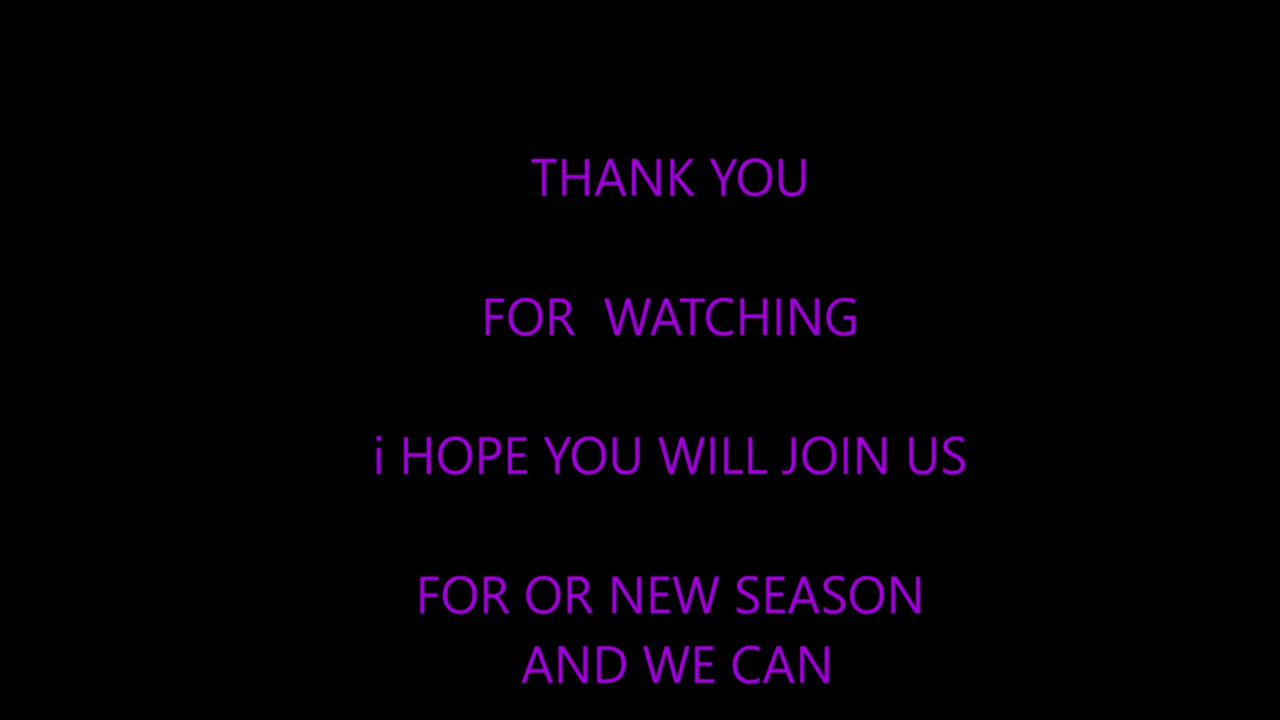 THANK YOU
FOR  WATCHING
i HOPE YOU WILL JOIN US
FOR OR NEW SEASON
AND WE CAN